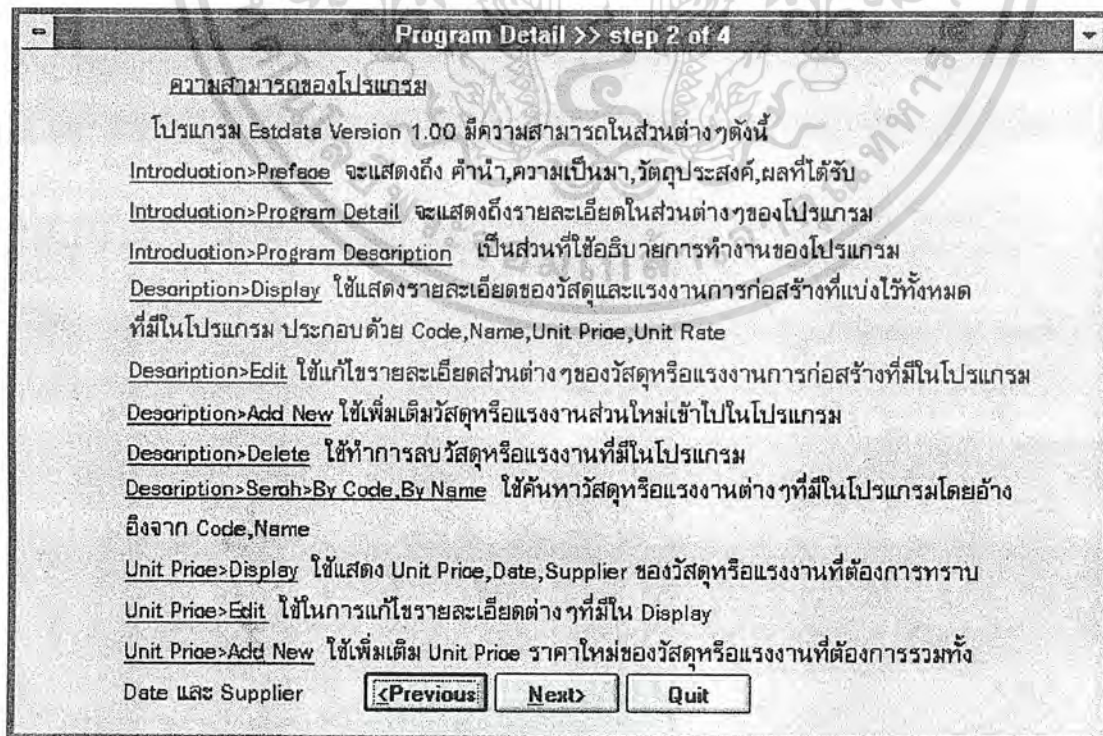 Program Detail >> step 2 of 4
ความสามารถของโปรแกรม
โปรแกรม Estdata Version 1.00 มีความสามารถในส่วนต่างๆดังนี้
Introduction>Preface จะแสดงถึง คำนำ,ความเป็นมา,วัตถุประสงค์,ผลที่ได้รับ
Introduction>Program Detail จะแสดงถึงรายละเอียดในส่วนต่างๆของโปรแกรม
Introduction>Program Description เป็นส่วนที่ใช้อธิบายการทำงานของโปรแกรม
Description>Display ใช้แสดงรายละเอียดของวัสดุและแรงงานการก่อสร้างที่แบ่งไว้ทั้งหมด
ที่มีในโปรแกรม ประกอบด้วย Code,Name,Unit Price,Unit Rate
Description>Edit ใช้แก้ไขรายละเอียดส่วนต่างๆของวัสดุหรือแรงงานการก่อสร้างที่มีในโปรแกรม
Description>Add New ใช้เพิ่มเติมวัสดุหรือแรงงานส่วนใหม่เข้าไปในโปรแกรม
Description>Delete ใช้ทำการลบวัสดุหรือแรงงานที่มีในโปรแกรม
Description>Serch>By Code,By Name ใช้ค้นหาวัสดุหรือแรงงานต่างๆที่มีในโปรแกรมโดยอ้าง
อิงจาก Code,Name
Unit Price>Display ใช้แสดง Unit Price,Date,Supplier ของวัสดุหรือแรงงานที่ต้องการทราบ
Unit Price>Edit ใช้ในการแก้ไขรายละเอียดต่างๆที่มีใน Display
Unit Price>Add New ใช้เพิ่มเติม Unit Price ราคาใหม่ของวัสดุหรือแรงงานที่ต้องการรวมทั้ง
Date และ Supplier
<Previous Next> Quit